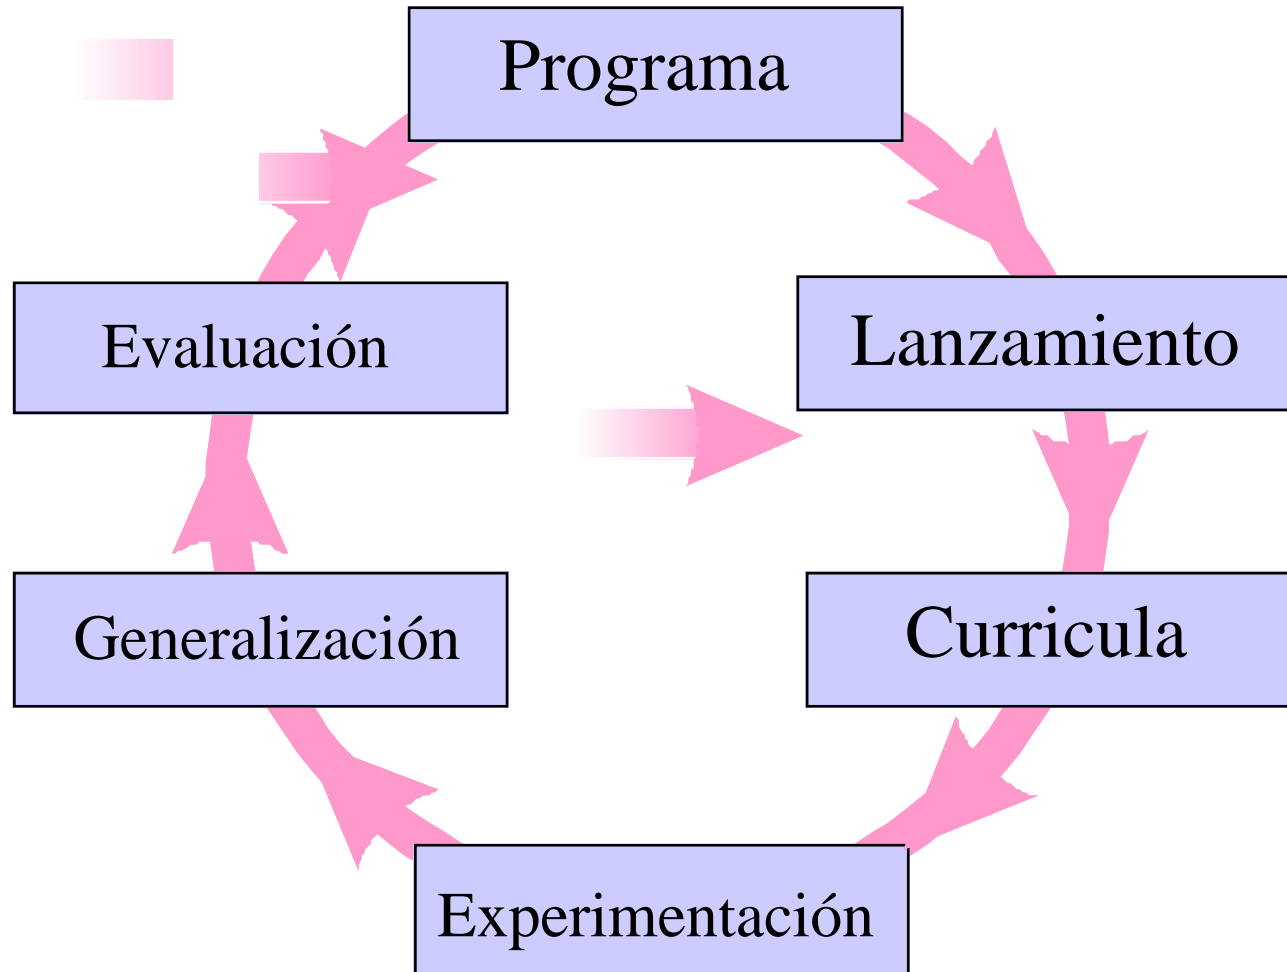 Programa
Evaluación
Lanzamiento
Generalización
Curricula
Experimentación